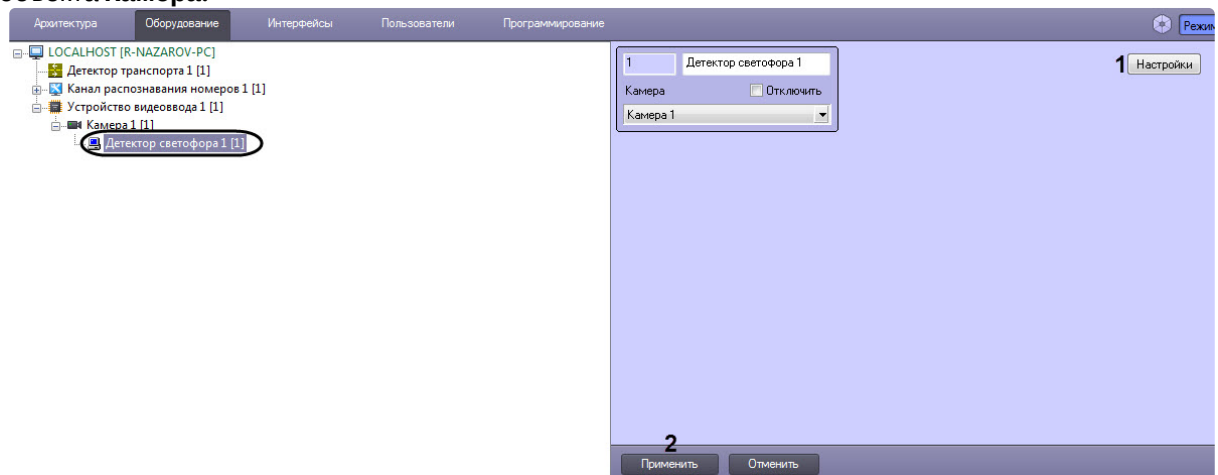 Камера.
Архитектура Оборудование Интерфейсы Пользователи Программирование Режим
LOCALHOST [R-NAZAROV-PC]
Детектор транспорта 1 [1]
Канал распознавания номеров 1 [1]
Устройство видеоввода 1 [1]
Камера 1 [1]
Детектор светофора 1 [1]
1 Детектор светофора 1
Камера Отключить
Камера 1
1 Настройки
2
Применить Отменить